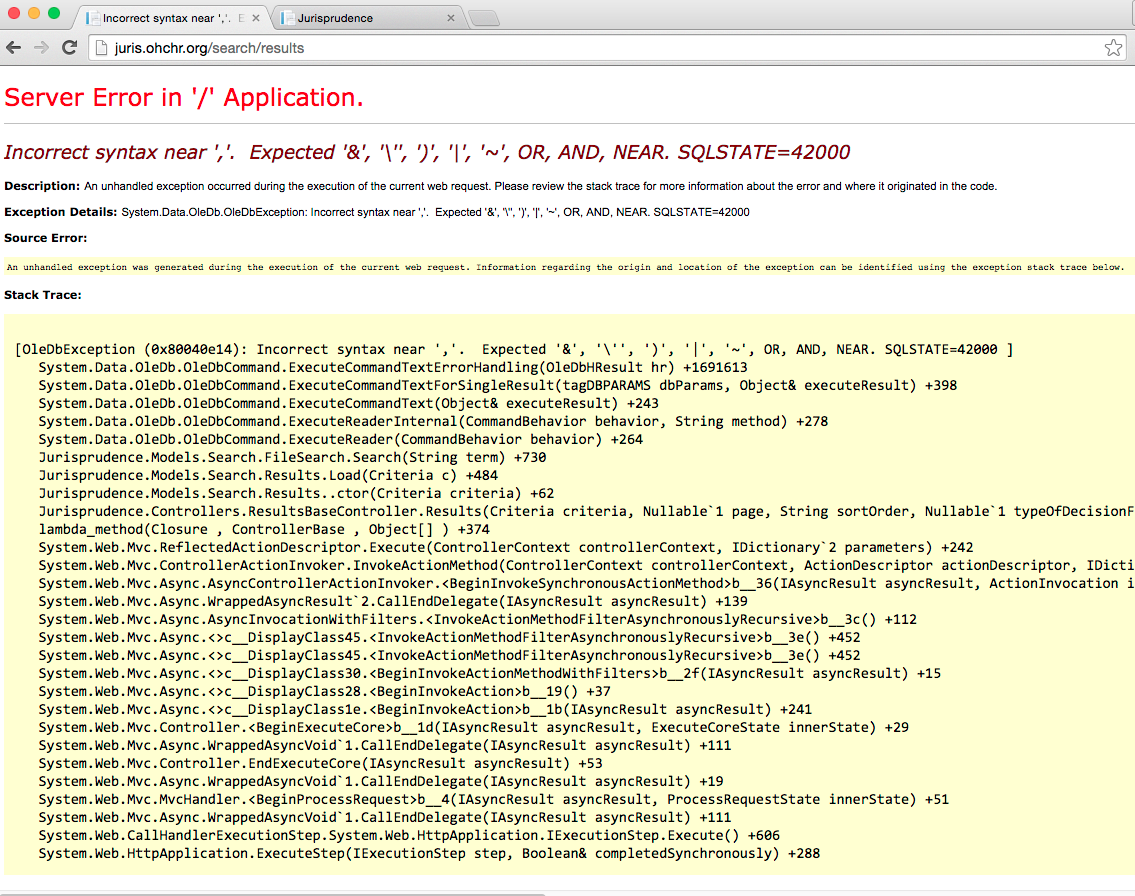 Incorrect syntax near ','. E
Jurisprudence
juris.ohchr.org/search/results
Server Error in '/' Application.
Incorrect syntax near ','.  Expected '&', '\'', ')', '|', '~', OR, AND, NEAR. SQLSTATE=42000
Description: An unhandled exception occurred during the execution of the current web request. Please review the stack trace for more information about the error and where it originated in the code.
Exception Details: System.Data.OleDb.OleDbException: Incorrect syntax near ','.  Expected '&', '\'', ')', '|', '~', OR, AND, NEAR. SQLSTATE=42000
Source Error:
An unhandled exception was generated during the execution of the current web request. Information regarding the origin and location of the exception can be identified using the exception stack trace below.
Stack Trace:
[OleDbException (0x80040e14): Incorrect syntax near ','.  Expected '&', '\'', ')', '|', '~', OR, AND, NEAR. SQLSTATE=42000 ]
System.Data.OleDb.OleDbCommand.ExecuteCommandTextErrorHandling(OleDbHResult hr) +1691613
System.Data.OleDb.OleDbCommand.ExecuteCommandTextForSingleResult(tagDBPARAMS dbParams, Object& executeResult) +398
System.Data.OleDb.OleDbCommand.ExecuteCommandText(Object& executeResult) +243
System.Data.OleDb.OleDbCommand.ExecuteReaderInternal(CommandBehavior behavior, String method) +278
System.Data.OleDb.OleDbCommand.ExecuteReader(CommandBehavior behavior) +264
Jurisprudence.Models.Search.FileSearch.Search(String term) +730
Jurisprudence.Models.Search.Results.Load(Criteria c) +484
Jurisprudence.Models.Search.Results..ctor(Criteria criteria) +62
Jurisprudence.Controllers.ResultsBaseController.Results(Criteria criteria, Nullable`1 page, String sortOrder, Nullable`1 typeOfDecisionF
lambda_method(Closure , ControllerBase , Object[] ) +374
System.Web.Mvc.ReflectedActionDescriptor.Execute(ControllerContext controllerContext, IDictionary`2 parameters) +242
System.Web.Mvc.ControllerActionInvoker.InvokeActionMethod(ControllerContext controllerContext, ActionDescriptor actionDescriptor, IDicti
System.Web.Mvc.Async.AsyncControllerActionInvoker.<BeginInvokeSynchronousActionMethod>b__36(IAsyncResult asyncResult, ActionInvocation i
System.Web.Mvc.Async.WrappedAsyncResult`2.CallEndDelegate(IAsyncResult asyncResult) +139
System.Web.Mvc.Async.AsyncInvocationWithFilters.<InvokeActionMethodFilterAsynchronouslyRecursive>b__3c() +112
System.Web.Mvc.Async.<>c__DisplayClass45.<InvokeActionMethodFilterAsynchronouslyRecursive>b__3e() +452
System.Web.Mvc.Async.<>c__DisplayClass45.<InvokeActionMethodFilterAsynchronouslyRecursive>b__3e() +452
System.Web.Mvc.Async.<>c__DisplayClass30.<BeginInvokeActionMethodWithFilters>b__2f(IAsyncResult asyncResult) +15
System.Web.Mvc.Async.<>c__DisplayClass28.<BeginInvokeAction>b__19() +37
System.Web.Mvc.Async.<>c__DisplayClass1e.<BeginInvokeAction>b__1b(IAsyncResult asyncResult) +241
System.Web.Mvc.Controller.<BeginExecuteCore>b__1d(IAsyncResult asyncResult, ExecuteCoreState innerState) +29
System.Web.Mvc.Async.WrappedAsyncVoid`1.CallEndDelegate(IAsyncResult asyncResult) +111
System.Web.Mvc.Controller.EndExecuteCore(IAsyncResult asyncResult) +53
System.Web.Mvc.Async.WrappedAsyncVoid`1.CallEndDelegate(IAsyncResult asyncResult) +19
System.Web.Mvc.MvcHandler.<BeginProcessRequest>b__4(IAsyncResult asyncResult, ProcessRequestState innerState) +51
System.Web.Mvc.Async.WrappedAsyncVoid`1.CallEndDelegate(IAsyncResult asyncResult) +111
System.Web.CallHandlerExecutionStep.System.Web.HttpApplication.IExecutionStep.Execute() +606
System.Web.HttpApplication.ExecuteStep(IExecutionStep step, Boolean& completedSynchronously) +288